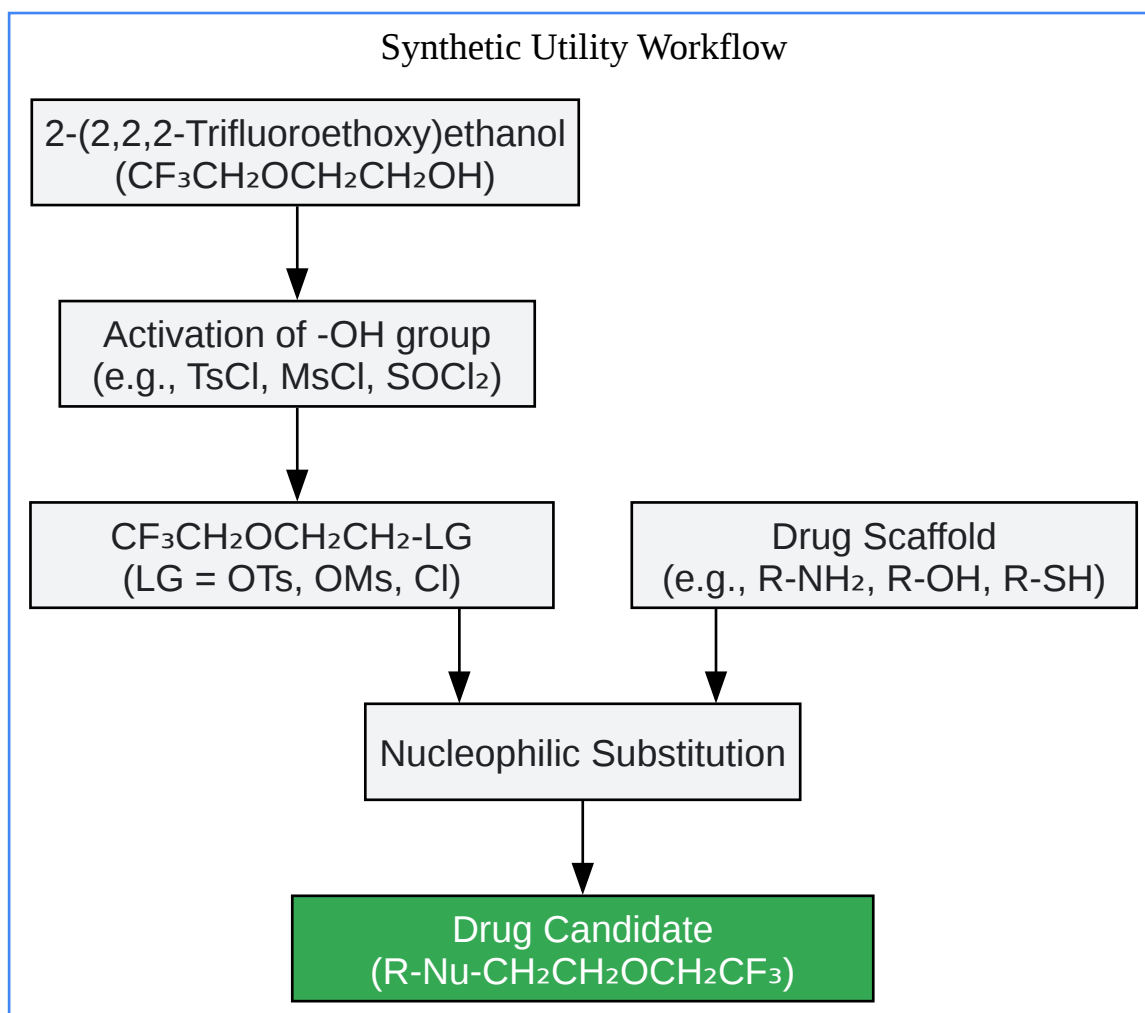 Synthetic Utility Workflow
2-(2,2,2-Trifluoroethoxy)ethanol
(CF₃CH₂OCH₂CH₂OH)
Activation of -OH group
(e.g., TsCl, MsCl, SOCl₂)
CF₃CH₂OCH₂CH₂-LG
(LG = OTs, OMs, Cl)
Drug Scaffold
(e.g., R-NH₂, R-OH, R-SH)
Nucleophilic Substitution
Drug Candidate
(R-Nu-CH₂CH₂OCH₂CF₃)